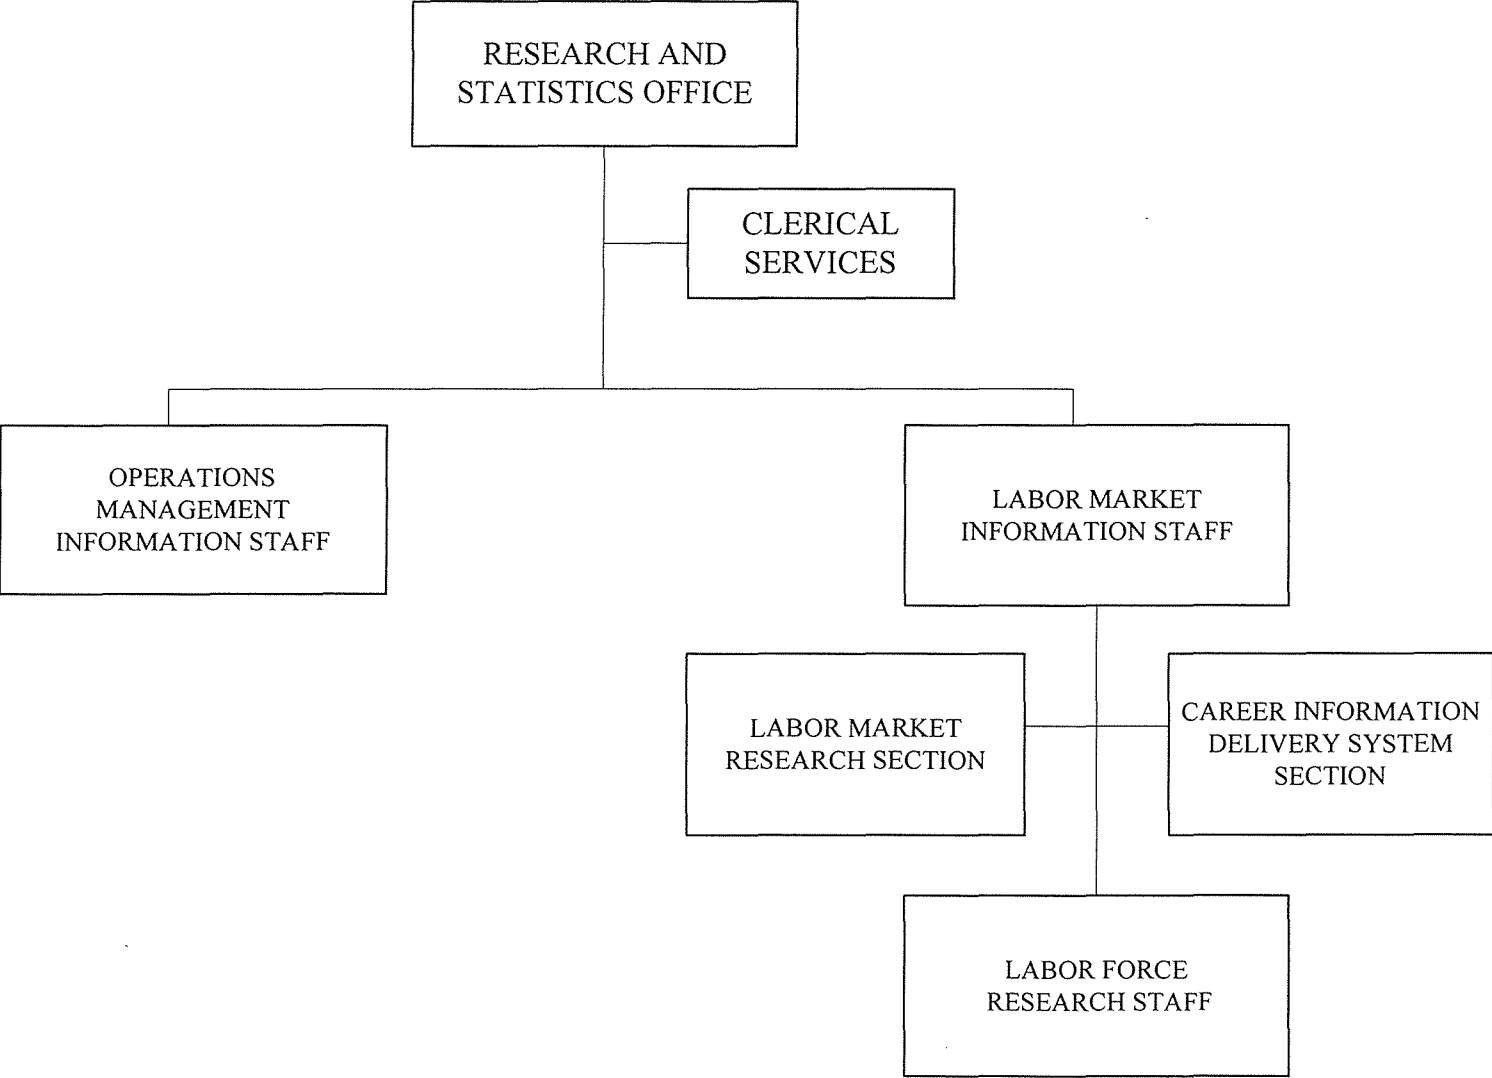 RESEARCH AND
STATISTICS OFFICE
CLERICAL
SERVICES
OPERATIONS
MANAGEMENT
INFORMATION STAFF
LABOR MARKET
INFORMATION STAFF
LABOR MARKET
RESEARCH SECTION
CAREER INFORMATION
DELIVERY SYSTEM
SECTION
LABOR FORCE
RESEARCH STAFF